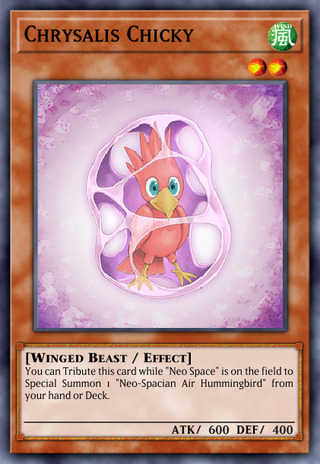 Chrysalis Chicky
WIND
風
[Winged Beast / Effect]
You can Tribute this card while "Neo Space" is on the field to
Special Summon 1 "Neo-Spacian Air Hummingbird" from
your hand or Deck.
ATK/ 600 DEF/ 400